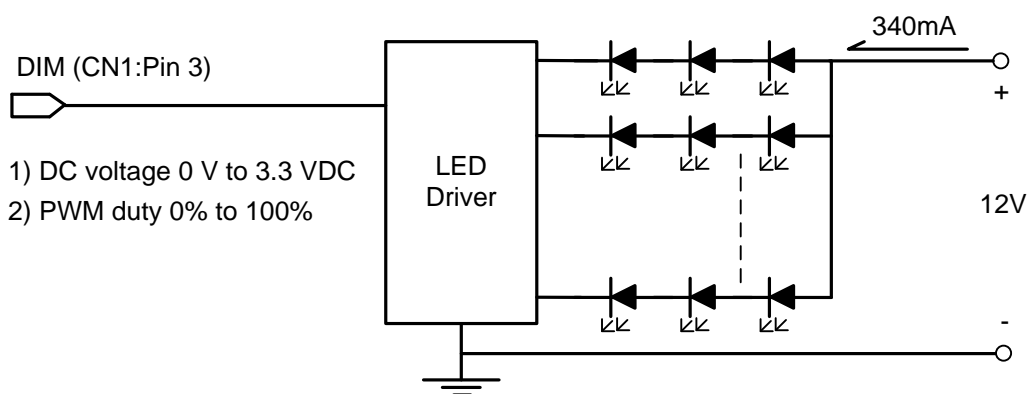 340mA
DIM (CN1:Pin 3)
+
1) DC voltage 0 V to 3.3 VDC
2) PWM duty 0% to 100%
LED
Driver
12V
-